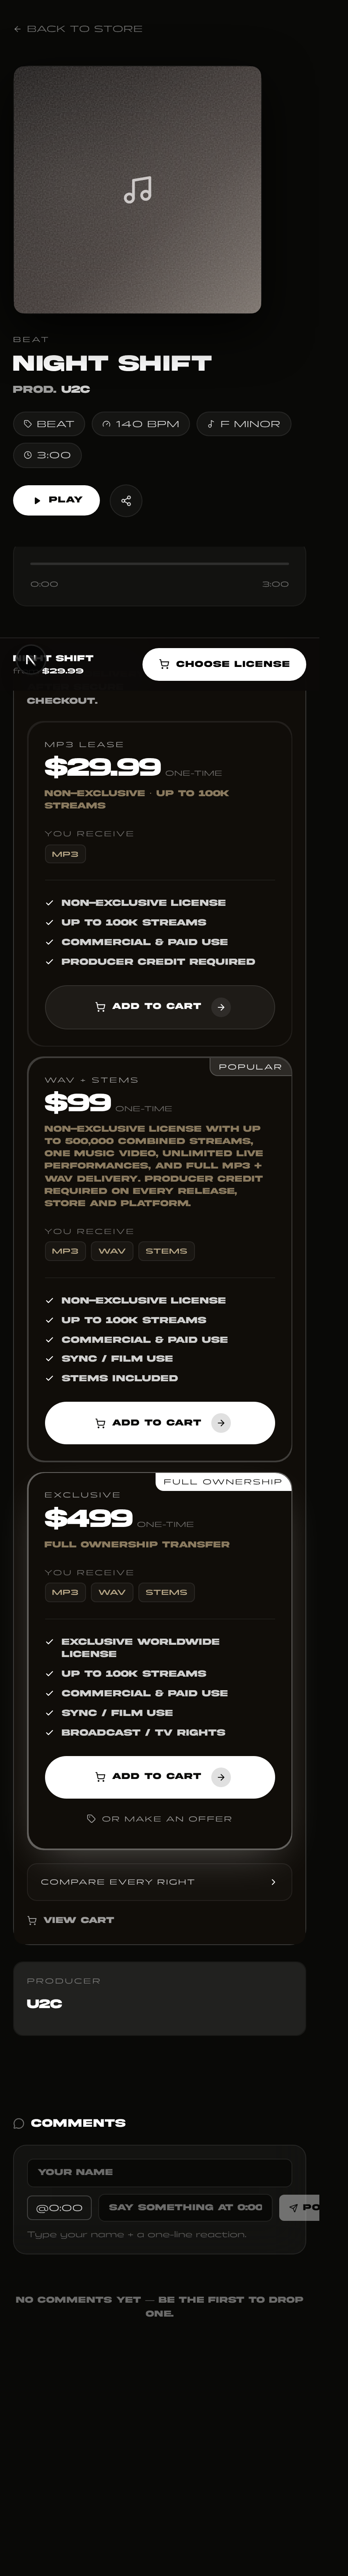 ← BACK TO STORE
BEAT
NIGHT SHIFT
PROD. U2C
BEAT
140 BPM
F MINOR
3:00
PLAY
0:00
3:00
SHIFT
$29.99
CHOOSE LICENSE
CHECKOUT.
MP3 LEASE
$29.99 ONE-TIME
NON-EXCLUSIVE · UP TO 100K
STREAMS
YOU RECEIVE
MP3
NON-EXCLUSIVE LICENSE
UP TO 100K STREAMS
COMMERCIAL & PAID USE
PRODUCER CREDIT REQUIRED
ADD TO CART
POPULAR
WAV + STEMS
$99 ONE-TIME
NON-EXCLUSIVE LICENSE WITH UP
TO 500,000 COMBINED STREAMS,
ONE MUSIC VIDEO, UNLIMITED LIVE
PERFORMANCES, AND FULL MP3 +
WAV DELIVERY. PRODUCER CREDIT
REQUIRED ON EVERY RELEASE,
STORE AND PLATFORM.
YOU RECEIVE
MP3 WAV STEMS
NON-EXCLUSIVE LICENSE
UP TO 100K STREAMS
COMMERCIAL & PAID USE
SYNC / FILM USE
STEMS INCLUDED
ADD TO CART
FULL OWNERSHIP
EXCLUSIVE
$499 ONE-TIME
FULL OWNERSHIP TRANSFER
YOU RECEIVE
MP3 WAV STEMS
EXCLUSIVE WORLDWIDE
LICENSE
UP TO 100K STREAMS
COMMERCIAL & PAID USE
SYNC / FILM USE
BROADCAST / TV RIGHTS
ADD TO CART
OR MAKE AN OFFER
COMPARE EVERY RIGHT
VIEW CART
PRODUCER
U2C
COMMENTS
YOUR NAME
@0:00
SAY SOMETHING AT 0:00
PO
Type your name + a one-line reaction.
NO COMMENTS YET — BE THE FIRST TO DROP
ONE.